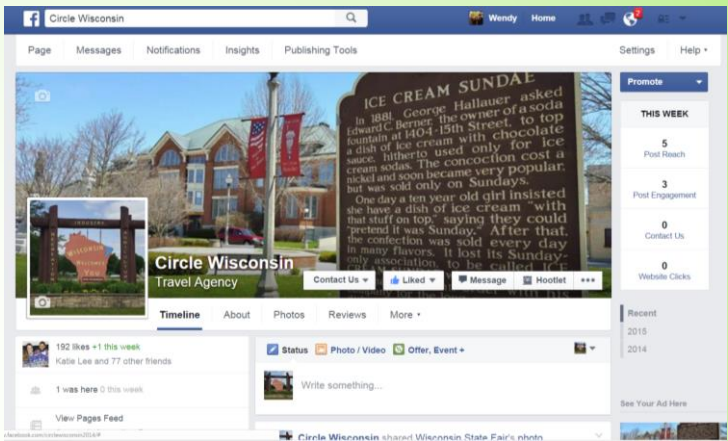 Circle Wisconsin
Wendy Home 2
Page Messages Notifications Insights Publishing Tools Settings Help
Promote
THIS WEEK
5
Post Reach
3
Post Engagement
0
Contact Us
0
Website Clicks
Recent
2015
2014
See Your Ad Here
ICE CREAM SUNDAE
In 1881, George Hallauer asked
Edward C. Berner, the owner of a soda
fountain at 1404-15th Street, to top
a dish of ice cream with chocolate
sauce, hitherto used only for ice
cream sodas. The concoction cost a
nickel and soon became very popular,
but was sold only on Sundays.
One day a ten year old girl insisted
she have a dish of ice cream "with
that stuff on top," saying they could
"pretend it was Sunday." After that,
the confection was sold every day
in many flavors. It lost its Sunday-
only association, to be called ICE
WISCONSIN
WELCOMES
YOU
Circle Wisconsin
Travel Agency
Contact Us Liked Message Hootlet •••
Timeline About Photos Reviews More
192 likes +1 this week
Katie Lee and 77 other friends
1 was here 0 this week
View Pages Feed
Status Photo / Video Offer, Event +
Write something...
Circle Wisconsin shared Wisconsin State Fair's photo.